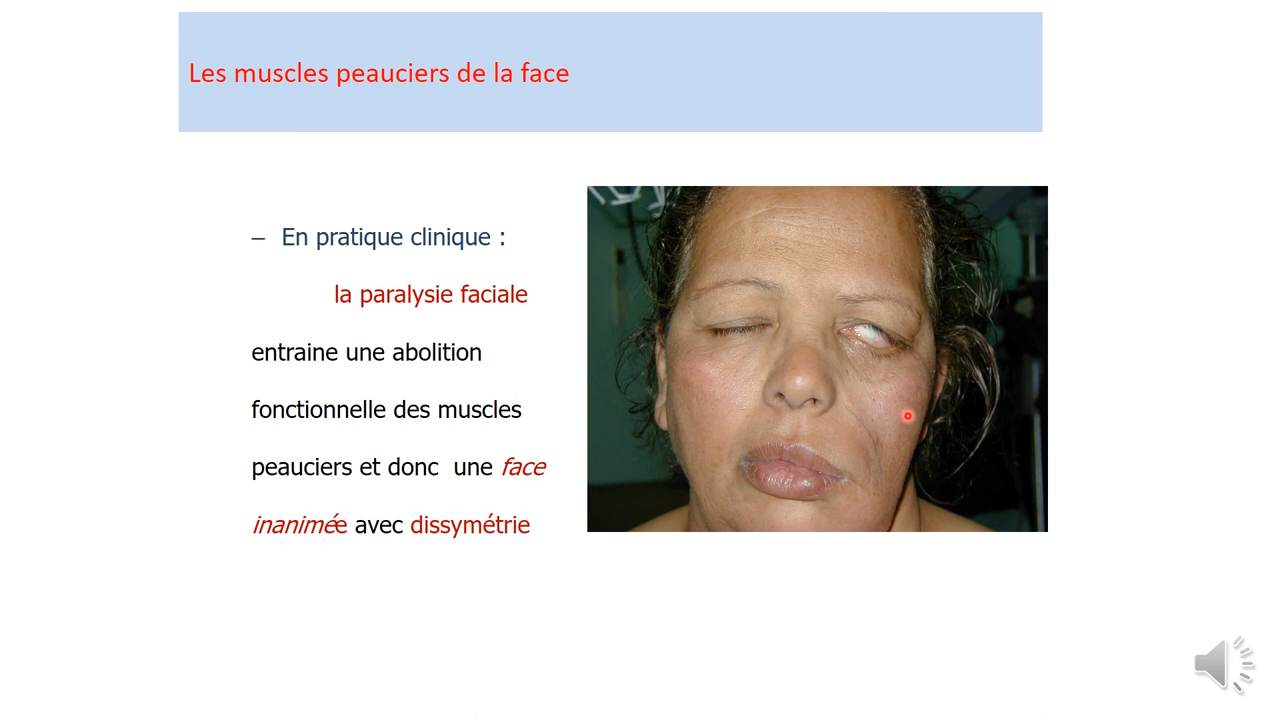 Les muscles peauciers de la face
– En pratique clinique :
la paralysie faciale
entraine une abolition
fonctionnelle des muscles
peauciers et donc une face
inanimée avec dissymétrie